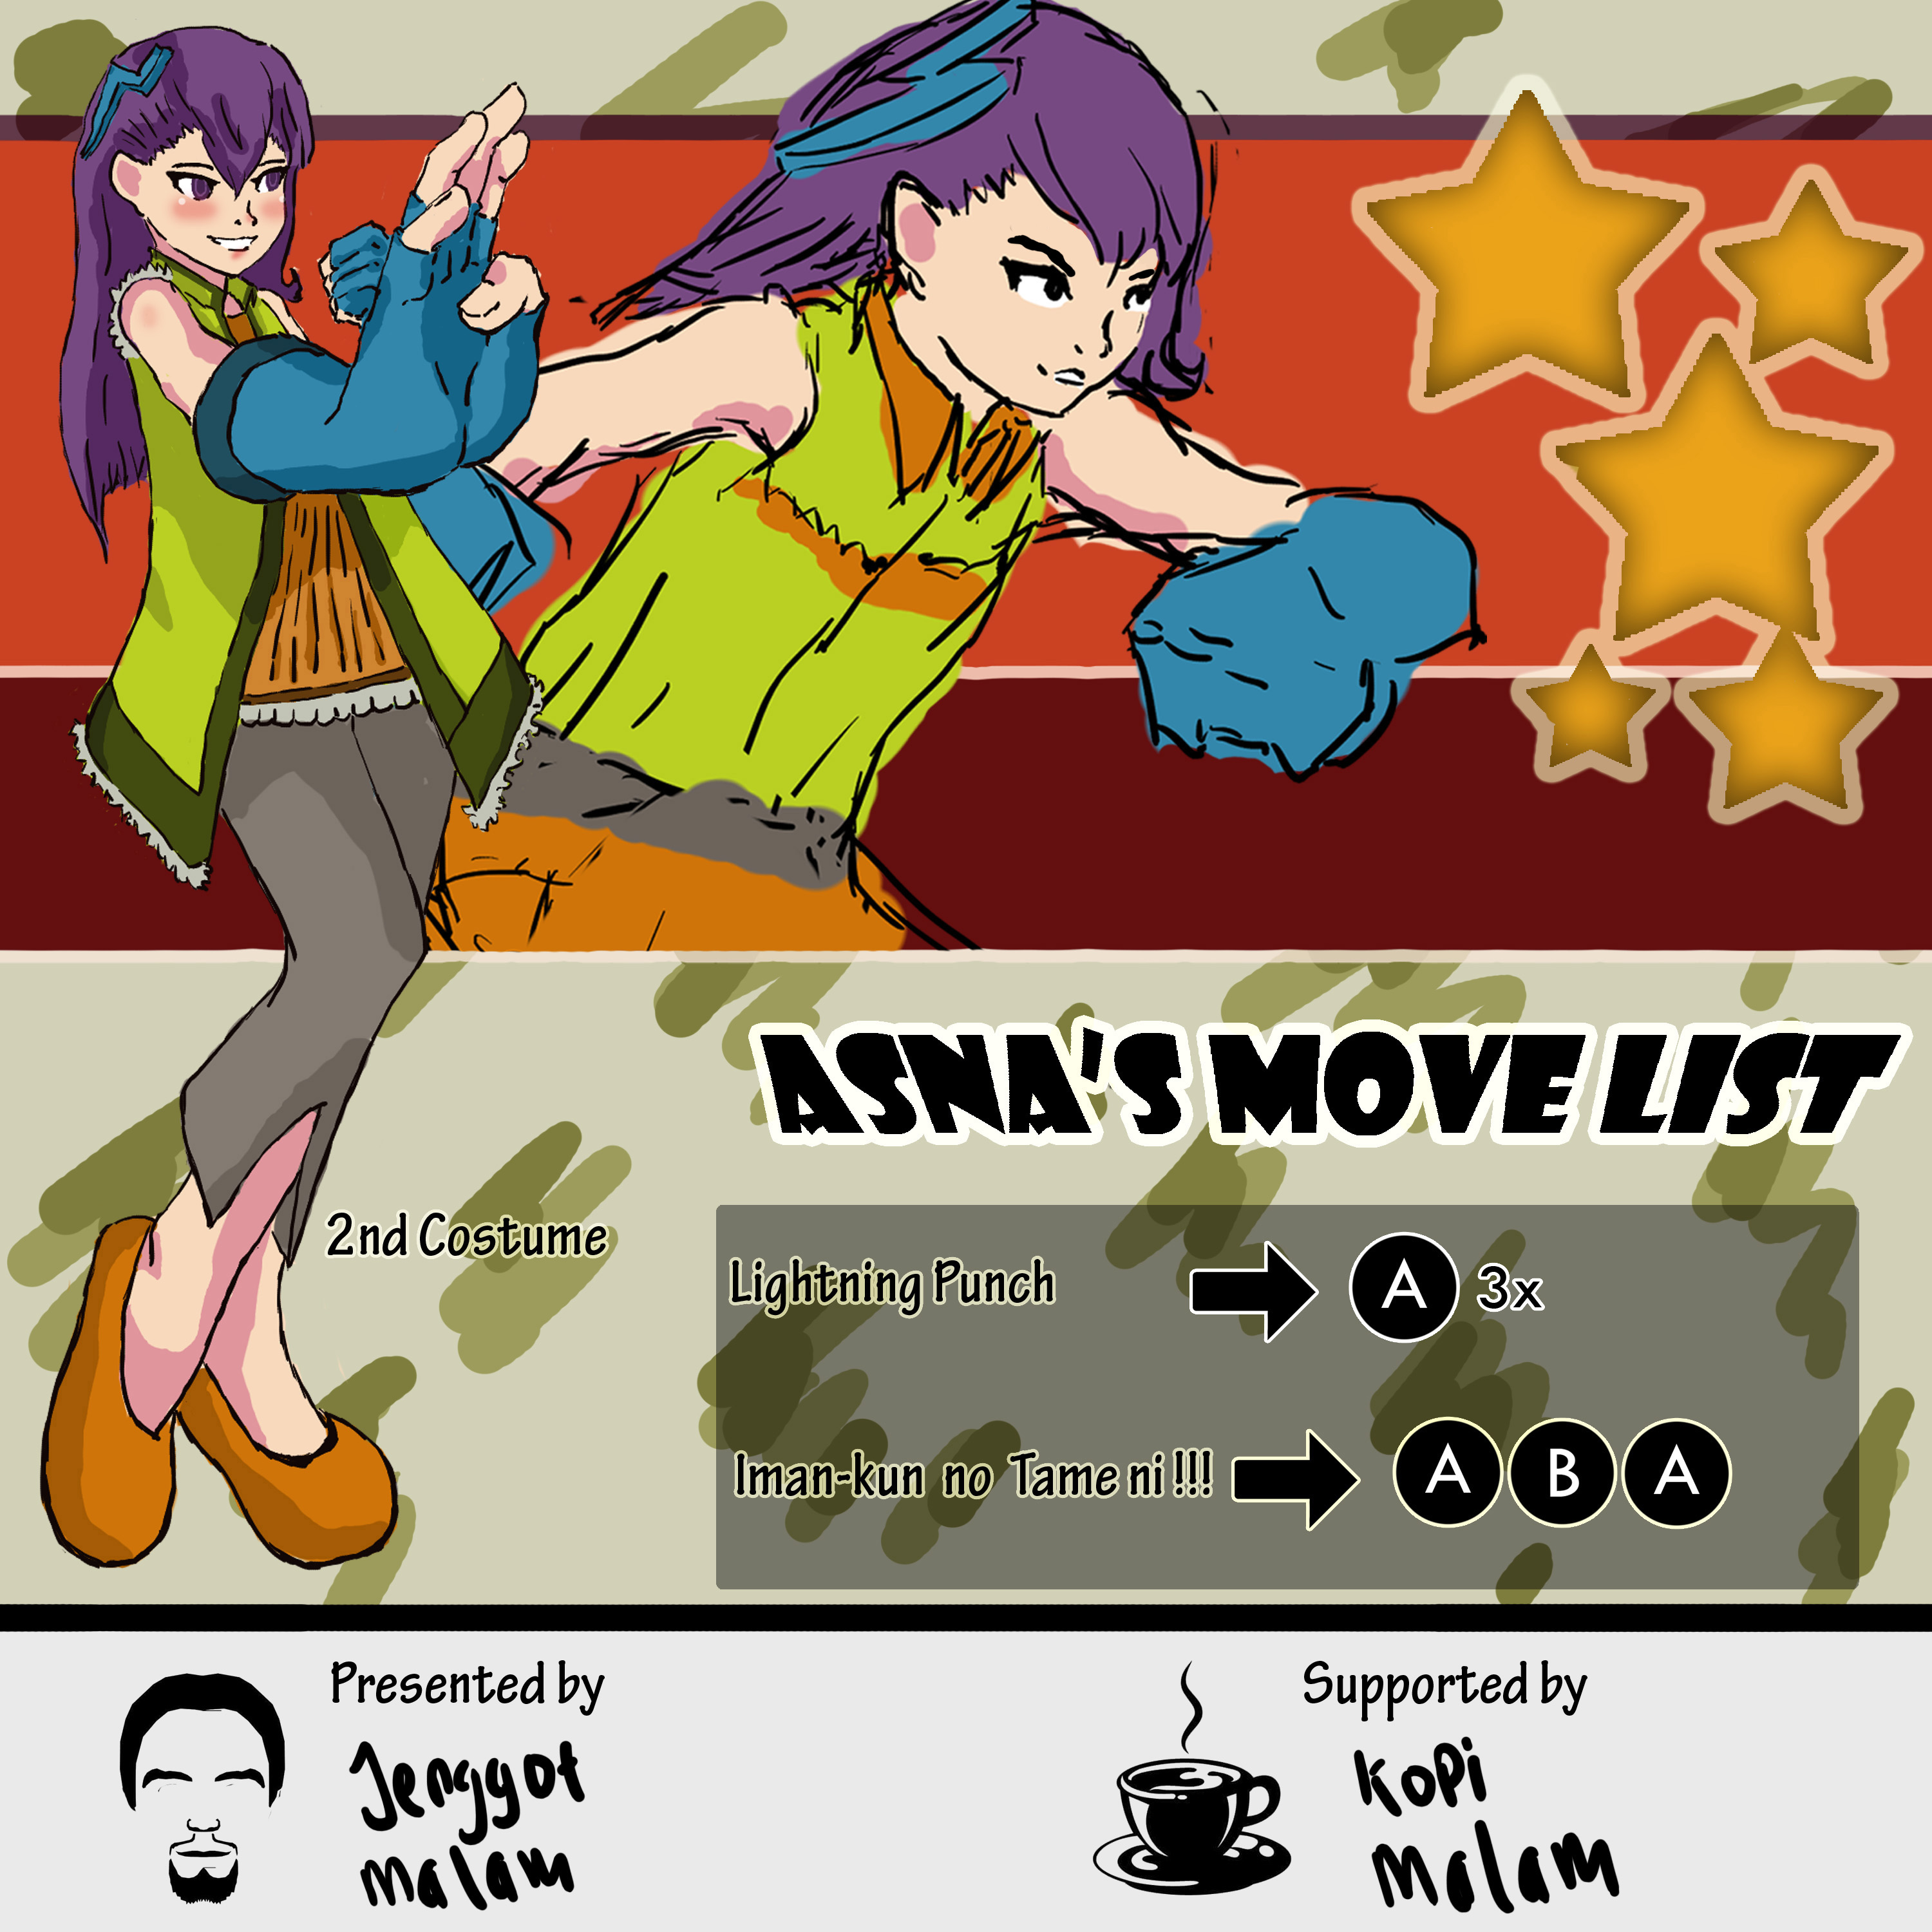 ASNA'S MOVE LIST
2nd Costume
Lightning Punch A 3x
Iman-kun no Tame ni !!! A B A
Presented by
Jenggot
Malam
Supported by
Kopi
Malam